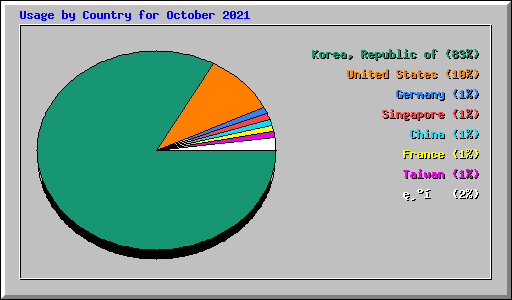 Usage by Country for October 2021
Korea, Republic of (83%)
United States (10%)
Germany (1%)
Singapore (1%)
China (1%)
France (1%)
Taiwan (1%)
(2%)